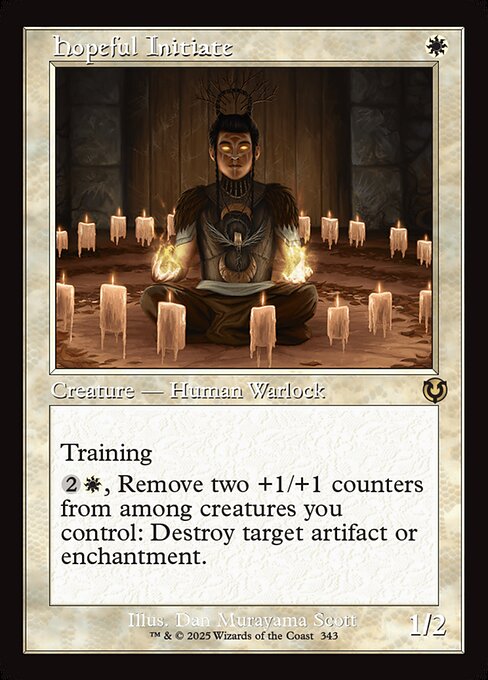 Hopeful Initiate
Creature — Human Warlock
Training
2, Remove two +1/+1 counters
from among creatures you
control: Destroy target artifact or
enchantment.
Illus. Dan Murayama Scott
1/2
™ & © 2025 Wizards of the Coast 343